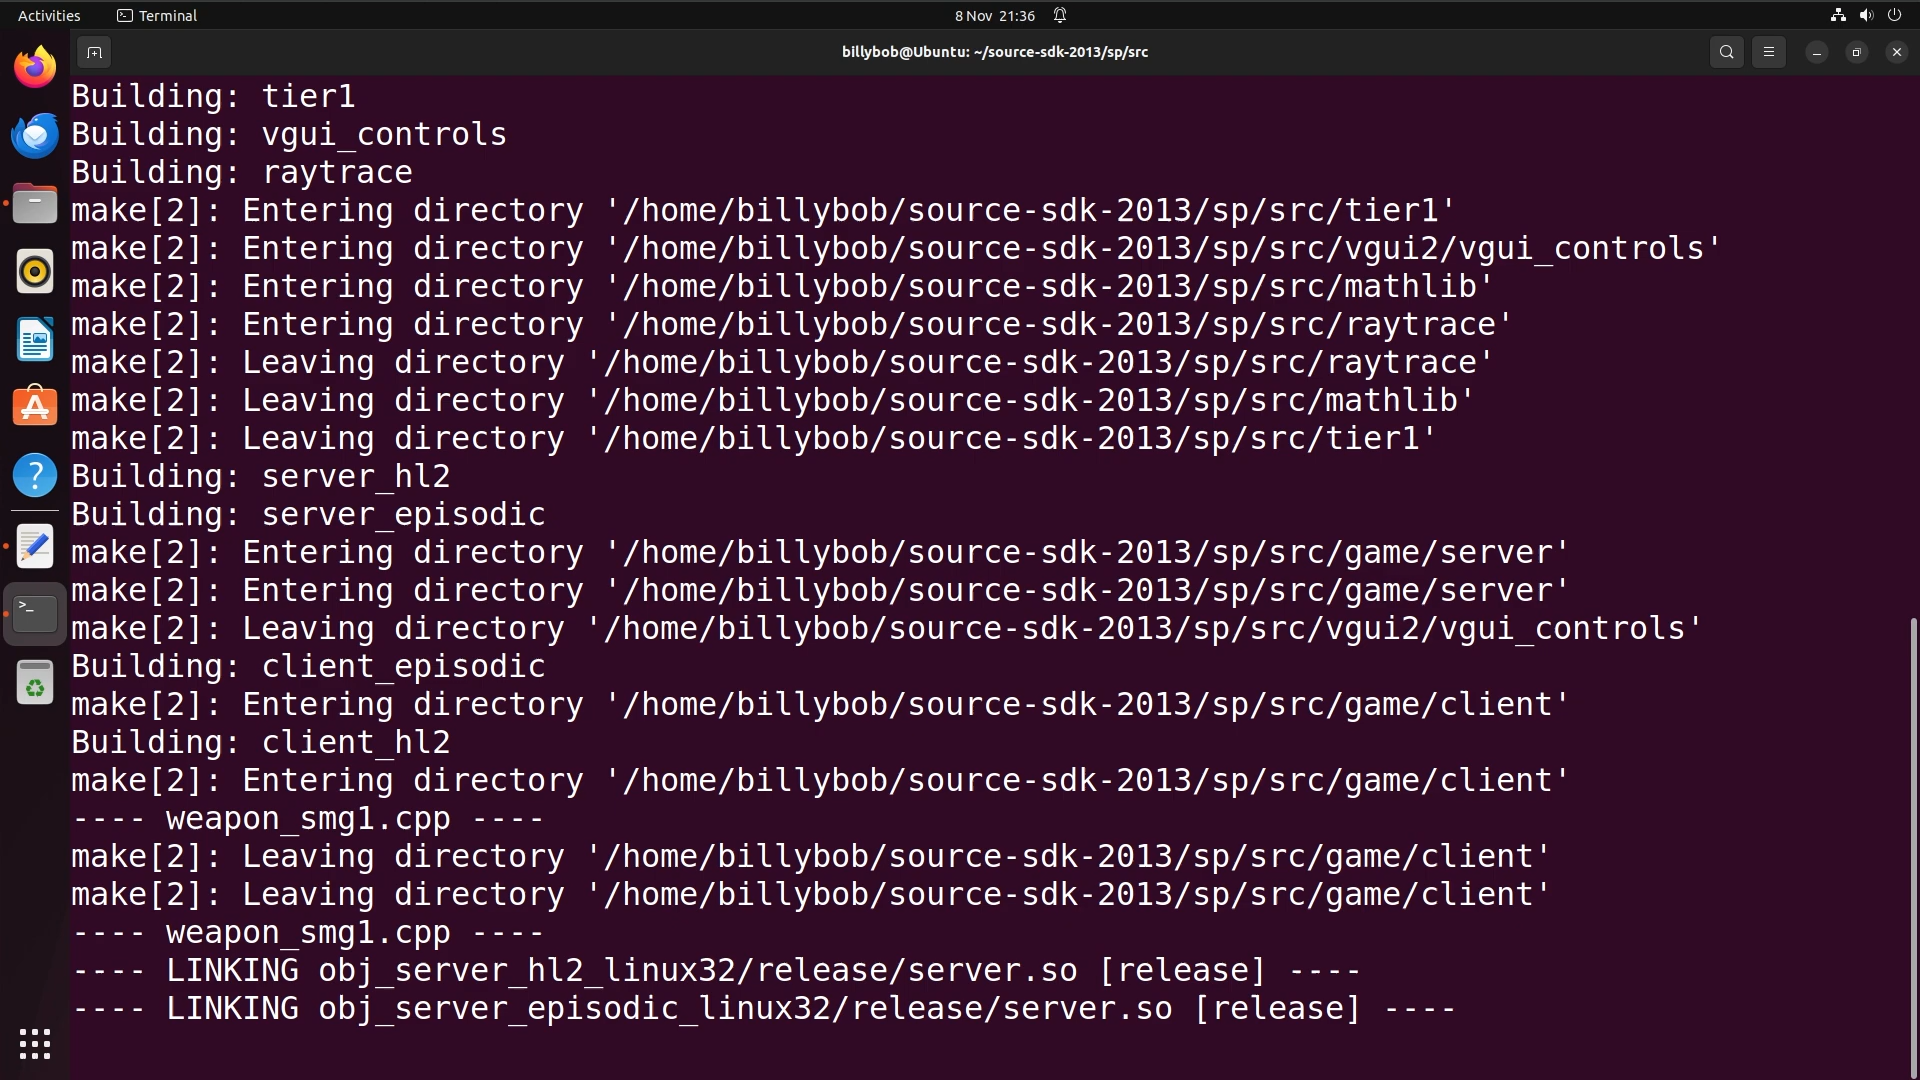 Activities Terminal 8 Nov 21:36
billybob@Ubuntu: ~/source-sdk-2013/sp/src
Building: tier1
Building: vgui_controls
Building: raytrace
make[2]: Entering directory '/home/billybob/source-sdk-2013/sp/src/tier1'
make[2]: Entering directory '/home/billybob/source-sdk-2013/sp/src/vgui2/vgui_controls'
make[2]: Entering directory '/home/billybob/source-sdk-2013/sp/src/mathlib'
make[2]: Entering directory '/home/billybob/source-sdk-2013/sp/src/raytrace'
make[2]: Leaving directory '/home/billybob/source-sdk-2013/sp/src/raytrace'
make[2]: Leaving directory '/home/billybob/source-sdk-2013/sp/src/mathlib'
make[2]: Leaving directory '/home/billybob/source-sdk-2013/sp/src/tier1'
Building: server_hl2
Building: server_episodic
make[2]: Entering directory '/home/billybob/source-sdk-2013/sp/src/game/server'
make[2]: Entering directory '/home/billybob/source-sdk-2013/sp/src/game/server'
make[2]: Leaving directory '/home/billybob/source-sdk-2013/sp/src/vgui2/vgui_controls'
Building: client_episodic
make[2]: Entering directory '/home/billybob/source-sdk-2013/sp/src/game/client'
Building: client_hl2
make[2]: Entering directory '/home/billybob/source-sdk-2013/sp/src/game/client'
---- weapon_smg1.cpp ----
make[2]: Leaving directory '/home/billybob/source-sdk-2013/sp/src/game/client'
make[2]: Leaving directory '/home/billybob/source-sdk-2013/sp/src/game/client'
---- weapon_smg1.cpp ----
---- LINKING obj_server_hl2_linux32/release/server.so [release] ----
---- LINKING obj_server_episodic_linux32/release/server.so [release] ----